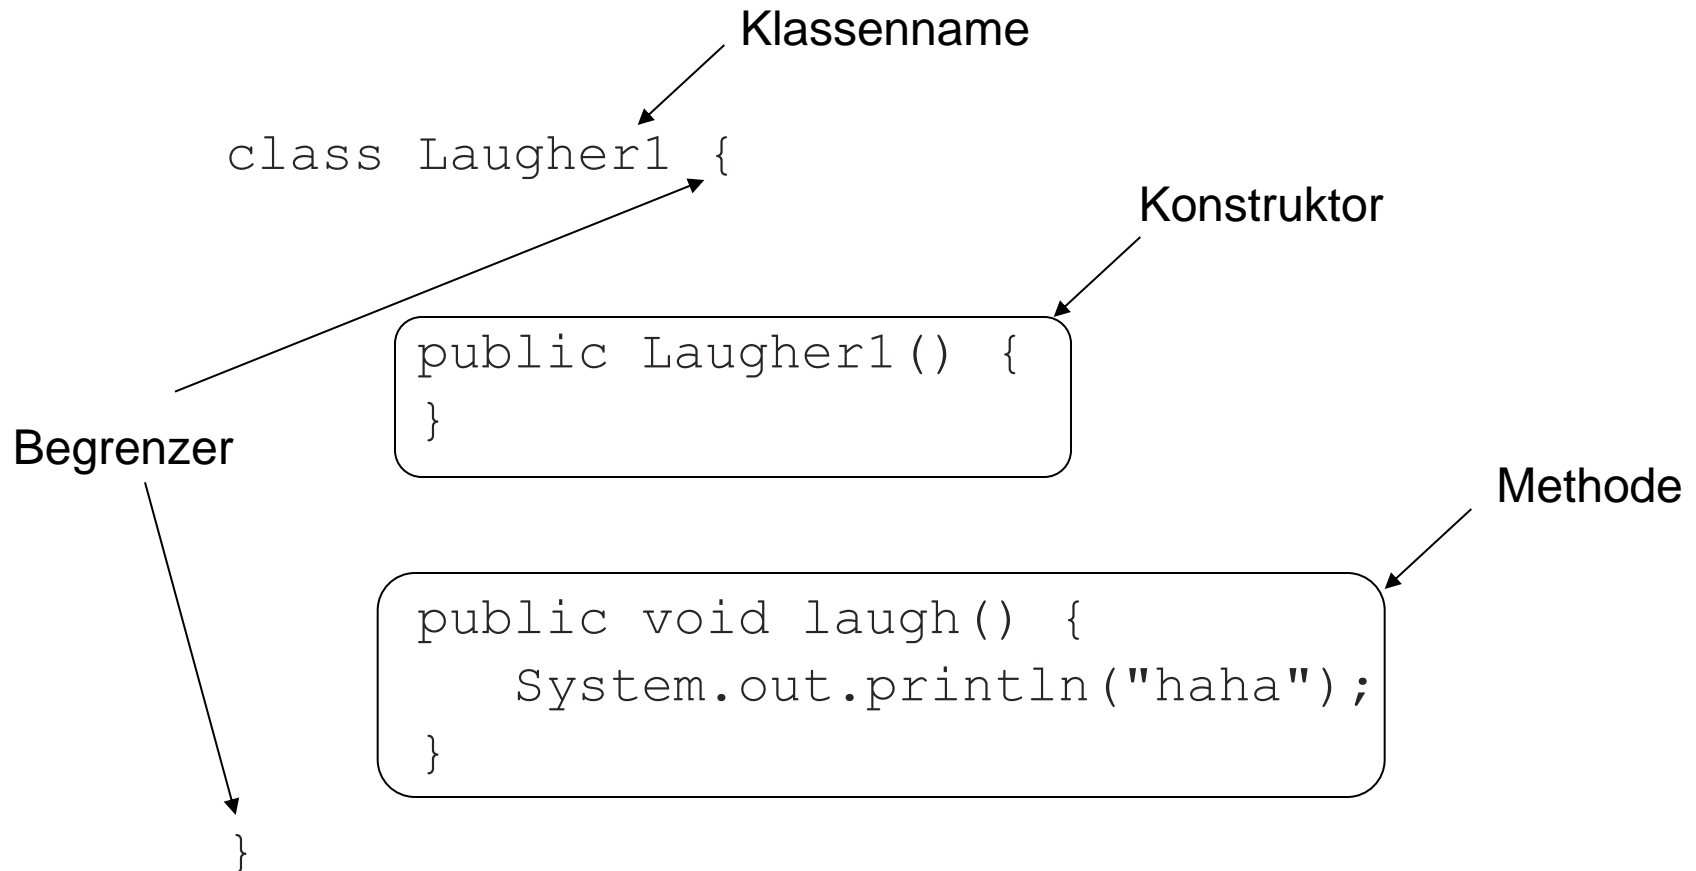 Klassenname
class Laugher1 {
Konstruktor
public Laugher1() {
}
Begrenzer
Methode
public void laugh() {
System.out.println("haha");
}
}